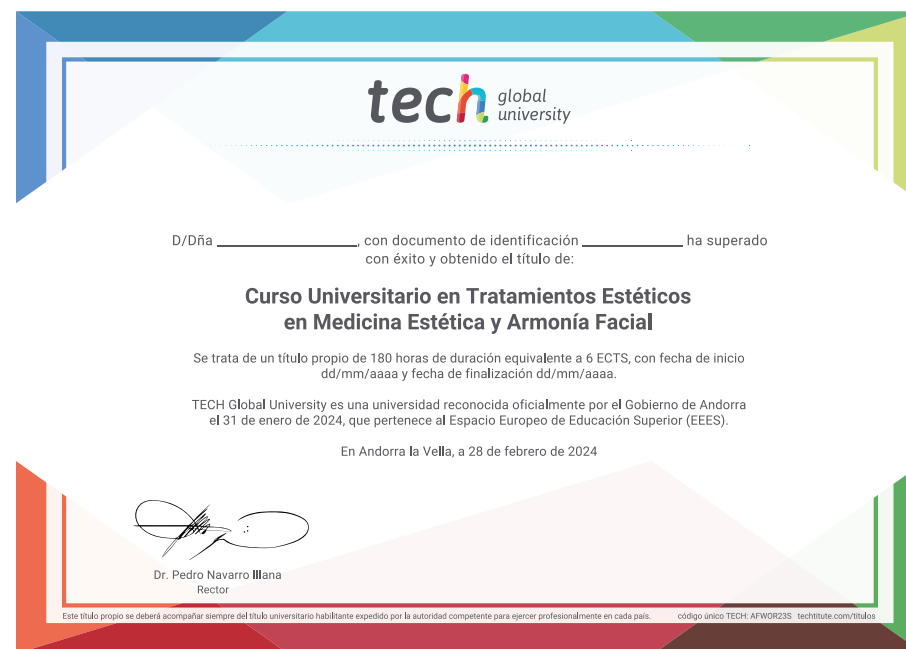 tech global university
D/Dña ____________________, con documento de identificación ______________ ha superado
con éxito y obtenido el título de:
Curso Universitario en Tratamientos Estéticos
en Medicina Estética y Armonía Facial
Se trata de un título propio de 180 horas de duración equivalente a 6 ECTS, con fecha de inicio
dd/mm/aaaa y fecha de finalización dd/mm/aaaa.
TECH Global University es una universidad reconocida oficialmente por el Gobierno de Andorra
el 31 de enero de 2024, que pertenece al Espacio Europeo de Educación Superior (EEES).
En Andorra la Vella, a 28 de febrero de 2024
Dr. Pedro Navarro Illana
Rector
Este título propio se deberá acompañar siempre del título universitario habilitante expedido por la autoridad competente para ejercer profesionalmente en cada país. código único TECH: AFWOR23S techtitute.com/titulos